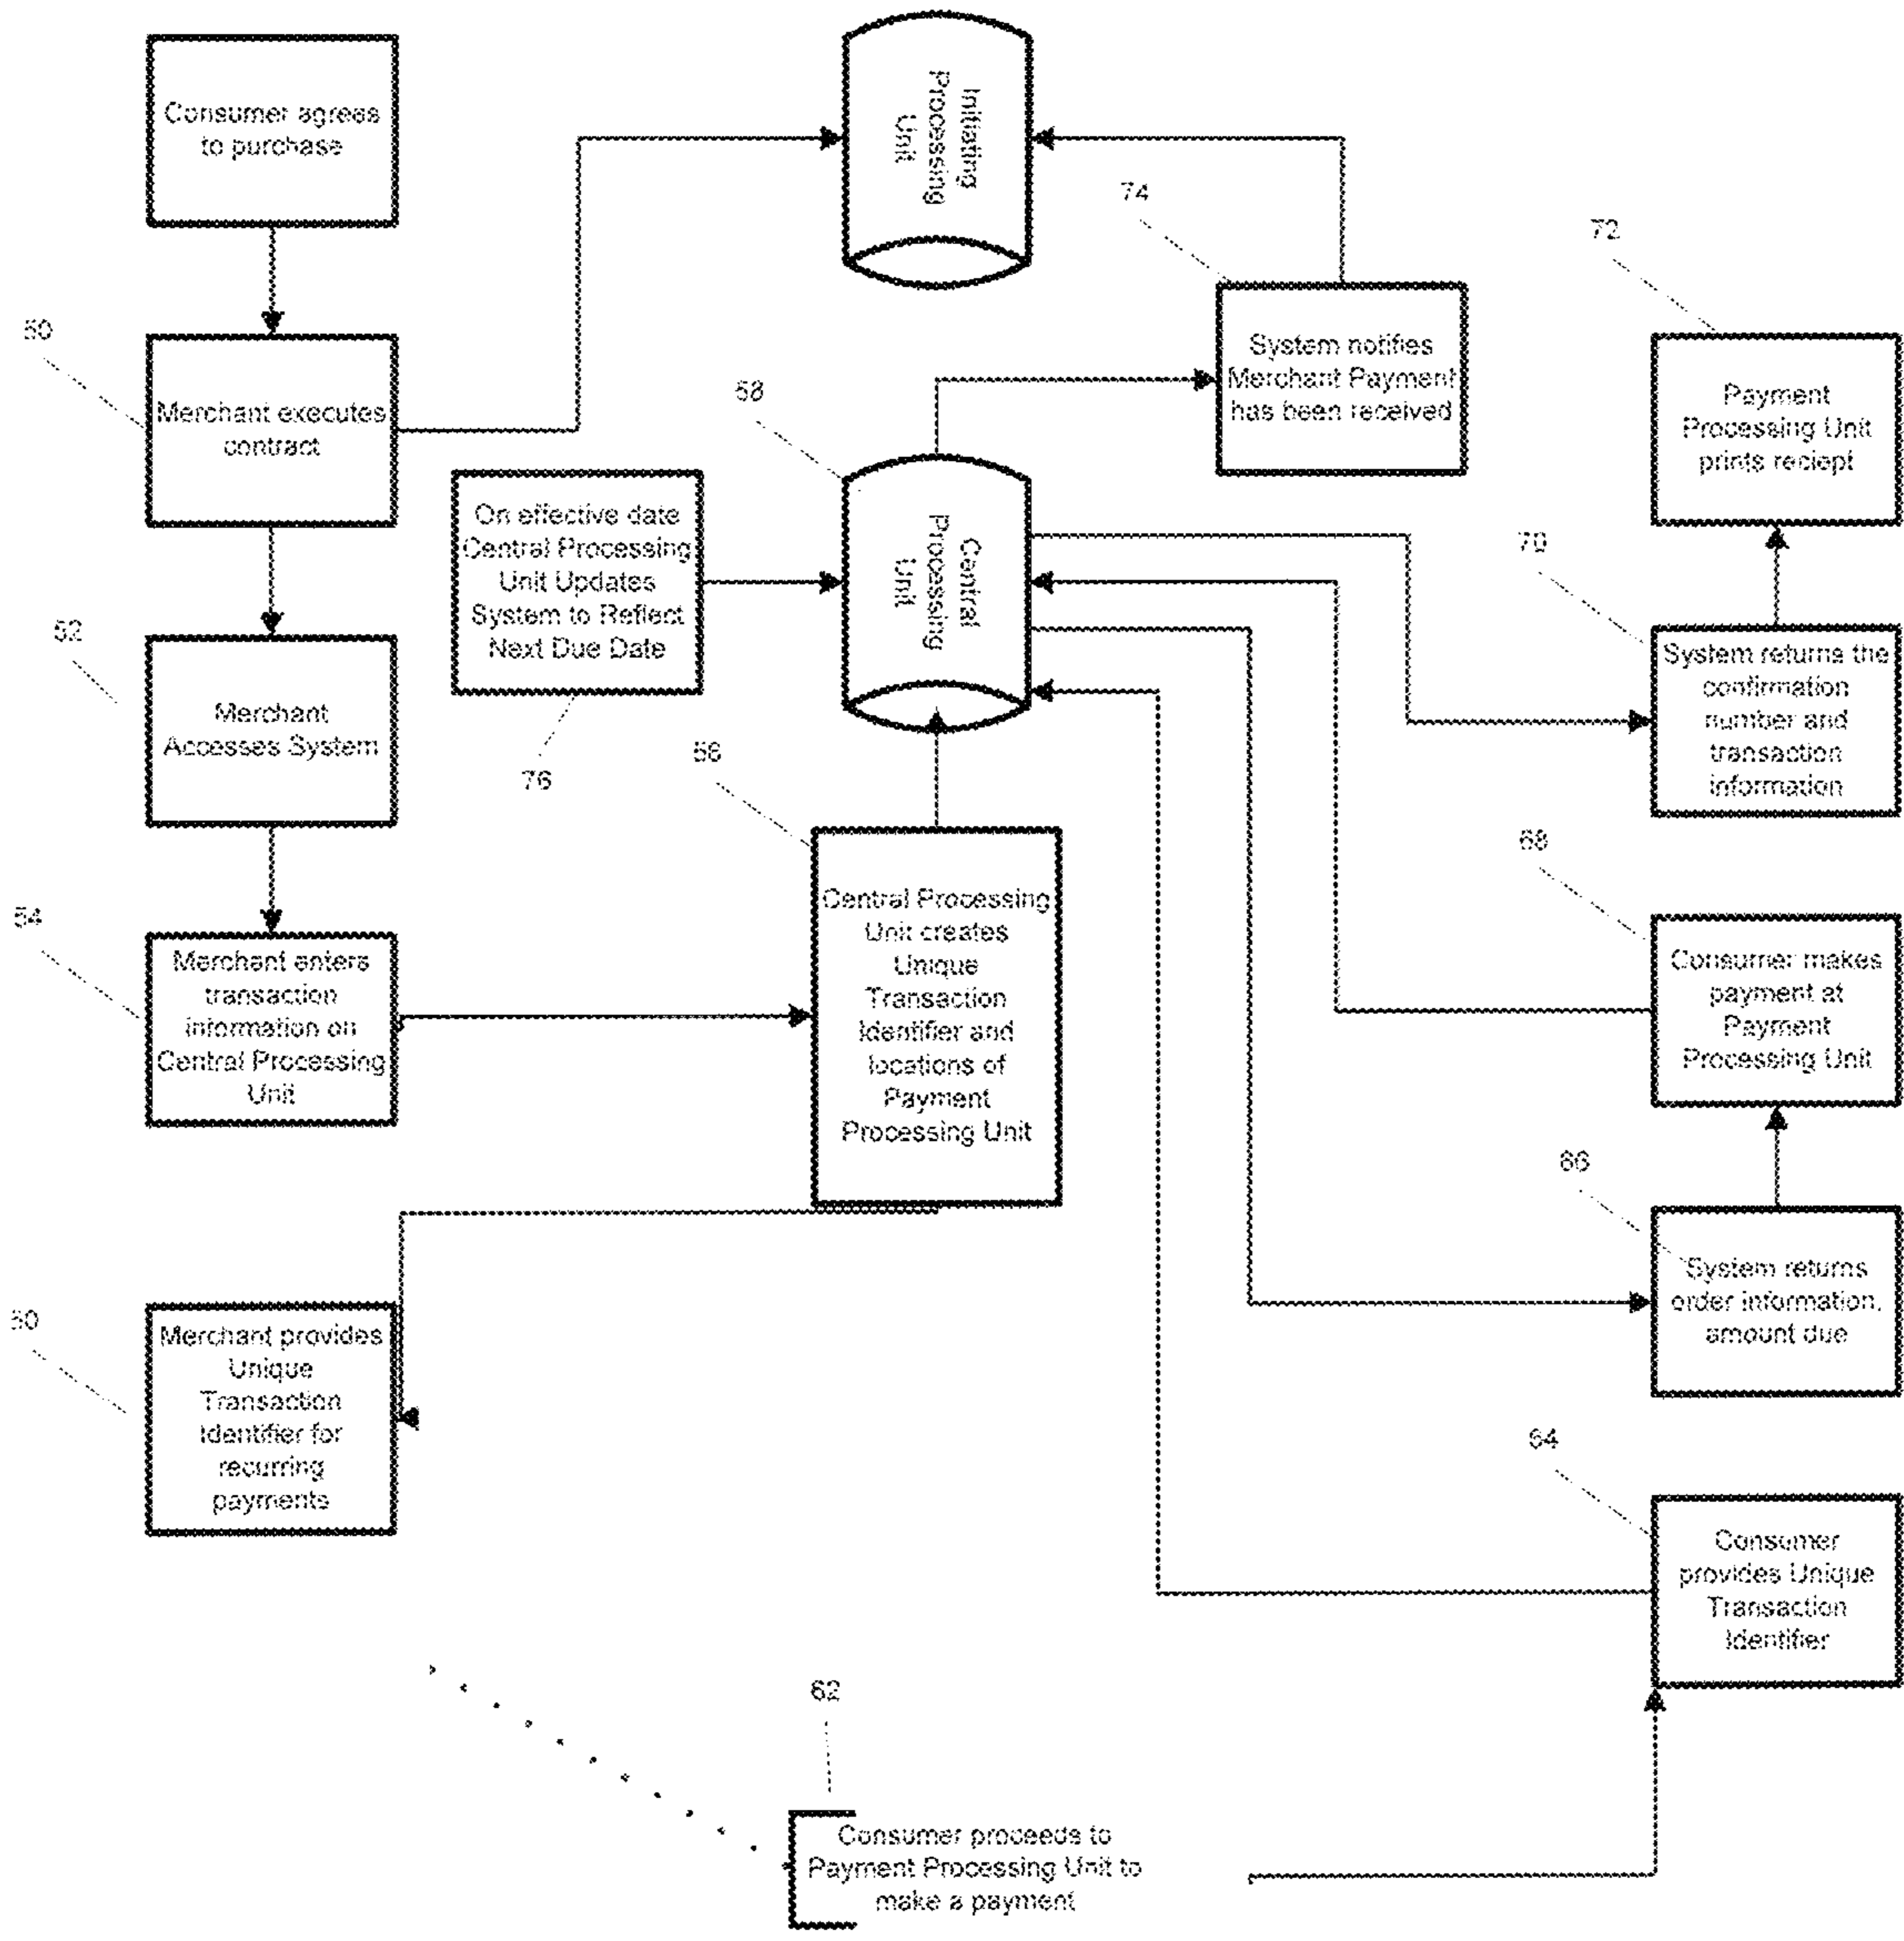 Consumer agrees
to purchase
Initiating
Processing
Unit
74
72
50
Merchant executes
contract
System notifies
Merchant Payment
has been received
Payment
Processing Unit
prints reciept
58
On effective date
Central Processing
Unit Updates
System to Reflect
Next Due Date
Central
Processing
Unit
70
52
Merchant
Accesses System
System returns the
confirmation
number and
transaction
information
76
56
68
54
Merchant enters
transaction
information on
Central Processing
Unit
Central Processing
Unit creates
Unique
Transaction
Identifier and
locations of
Payment
Processing Unit
Consumer makes
payment at
Payment
Processing Unit
66
System returns
order information,
amount due
Merchant provides
Unique
Transaction
Identifier for
recurring
payments
64
Consumer
provides Unique
Transaction
Identifier
62
Consumer proceeds to
Payment Processing Unit to
make a payment